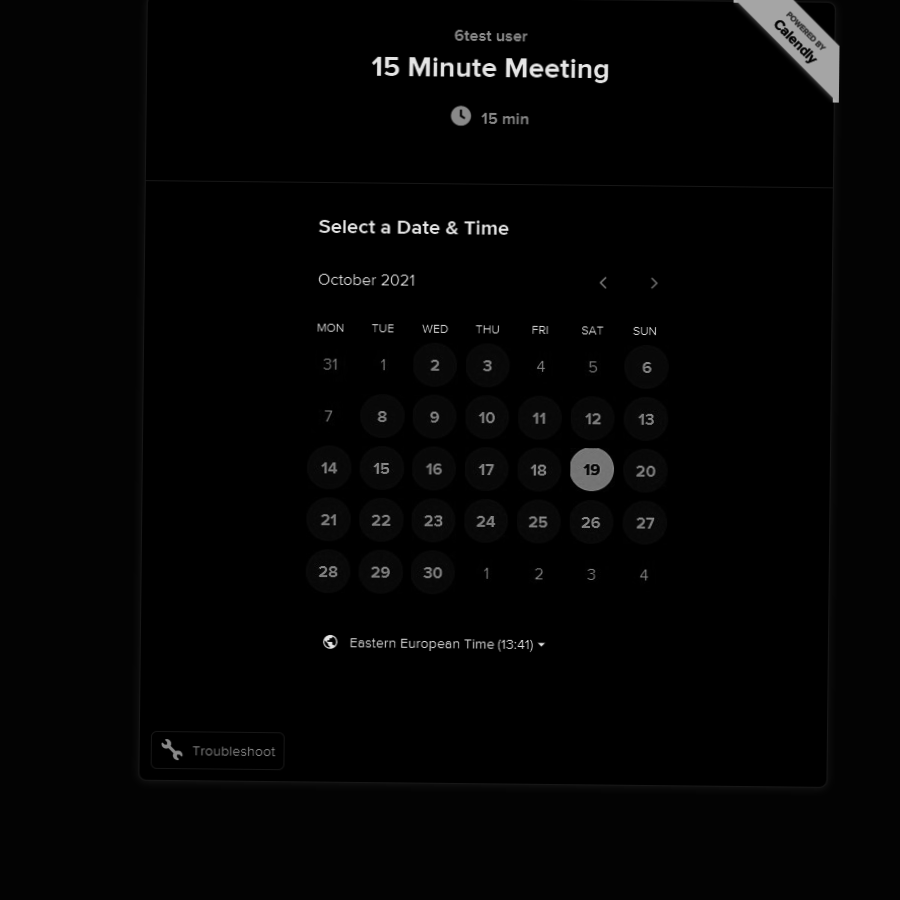 POWERED BY
Calendly
6test user
15 Minute Meeting
15 min
Select a Date & Time
October 2021
MON TUE WED THU FRI SAT SUN
31 1 2 3 4 5 6
7 8 9 10 11 12 13
14 15 16 17 18 19 20
21 22 23 24 25 26 27
28 29 30 1 2 3 4
Eastern European Time (13:41)
Troubleshoot